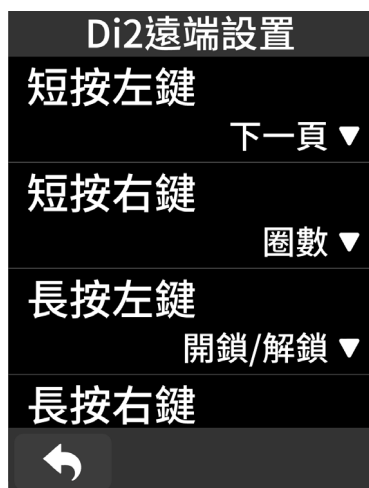 Di2遠端設置
短按左鍵
下一頁 ▼
短按右鍵
圈數 ▼
長按左鍵
開鎖/解鎖 ▼
長按右鍵